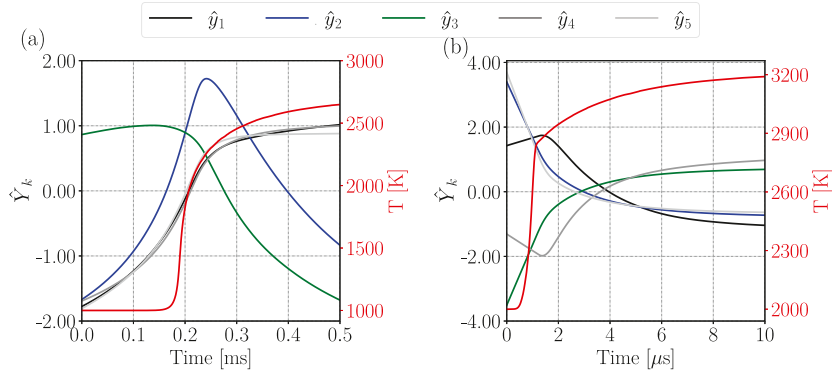 ŷ1 ŷ2 ŷ3 ŷ4 ŷ5
(a)
2.00
1.00
0.00
-1.00
-2.00
Ŷk
0.0 0.1 0.2 0.3 0.4 0.5
Time [ms]
3000
2500
2000
1500
1000
T [K]
(b)
4.00
2.00
0.00
-2.00
-4.00
Ŷk
0 2 4 6 8 10
Time [μs]
3200
2900
2600
2300
2000
T [K]